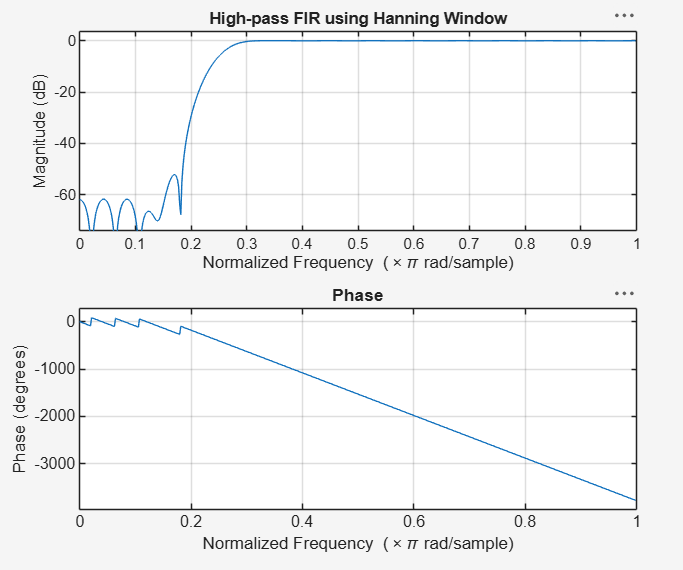 High-pass FIR using Hanning Window
0
-20
-40
-60
Magnitude (dB)
0 0.1 0.2 0.3 0.4 0.5 0.6 0.7 0.8 0.9 1
Normalized Frequency (× π rad/sample)
Phase
0
-1000
-2000
-3000
Phase (degrees)
0 0.2 0.4 0.6 0.8 1
Normalized Frequency (× π rad/sample)